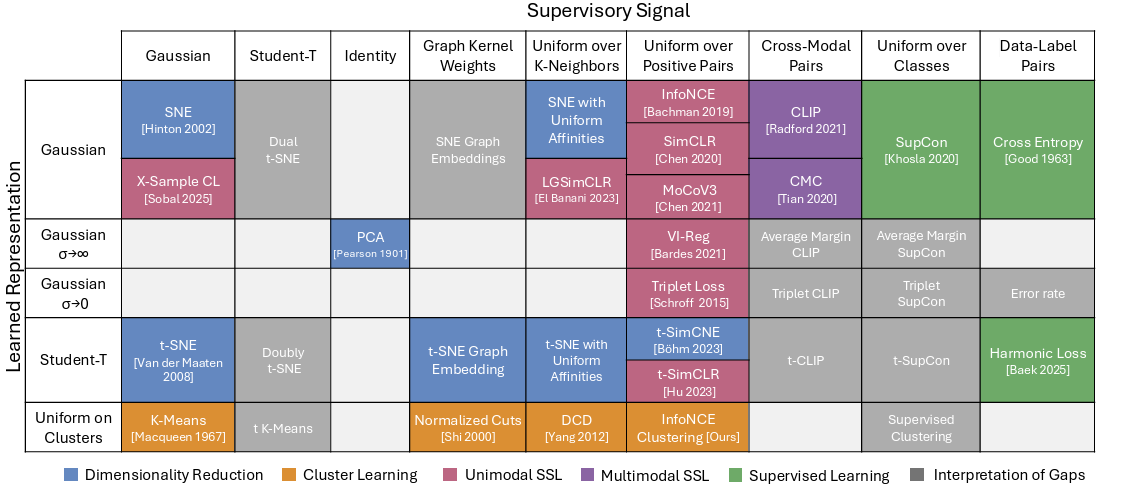 Supervisory Signal
Gaussian
Student-T
Identity
Graph Kernel
Weights
Uniform over
K-Neighbors
Uniform over
Positive Pairs
Cross-Modal
Pairs
Uniform over
Classes
Data-Label
Pairs
Learned Representation
Gaussian
SNE
[Hinton 2002]
X-Sample CL
[Sobal 2025]
Dual
t-SNE
SNE Graph
Embeddings
SNE with
Uniform
Affinities
LGSimCLR
[El Banani 2023]
InfoNCE
[Bachman 2019]
SimCLR
[Chen 2020]
MoCoV3
[Chen 2021]
CLIP
[Radford 2021]
CMC
[Tian 2020]
SupCon
[Khosla 2020]
Cross Entropy
[Good 1963]
Gaussian
σ→∞
PCA
[Pearson 1901]
VI-Reg
[Bardes 2021]
Average Margin
CLIP
Average Margin
SupCon
Gaussian
σ→0
Triplet Loss
[Schroff 2015]
Triplet CLIP
Triplet
SupCon
Error rate
Student-T
t-SNE
[Van der Maaten
2008]
Doubly
t-SNE
t-SNE Graph
Embedding
t-SNE with
Uniform
Affinities
t-SimCNE
[Böhm 2023]
t-SimCLR
[Hu 2023]
t-CLIP
t-SupCon
Harmonic Loss
[Baek 2025]
Uniform on
Clusters
K-Means
[Macqueen 1967]
t K-Means
Normalized Cuts
[Shi 2000]
DCD
[Yang 2012]
InfoNCE
Clustering [Ours]
Supervised
Clustering
Dimensionality Reduction
Cluster Learning
Unimodal SSL
Multimodal SSL
Supervised Learning
Interpretation of Gaps